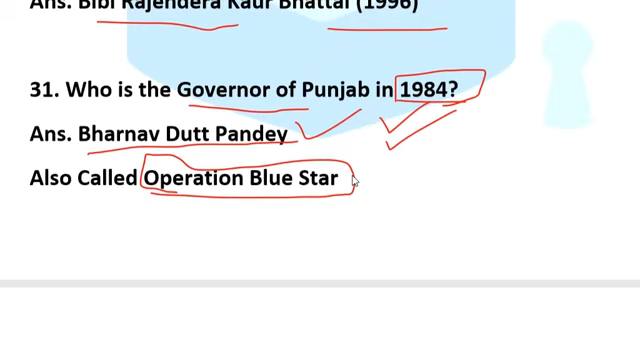 Ans. Bibi Rajendera Kaur Bhattal (1996)
31. Who is the Governor of Punjab in 1984?
Ans. Bharnav Dutt Pandey
Also Called Operation Blue Star